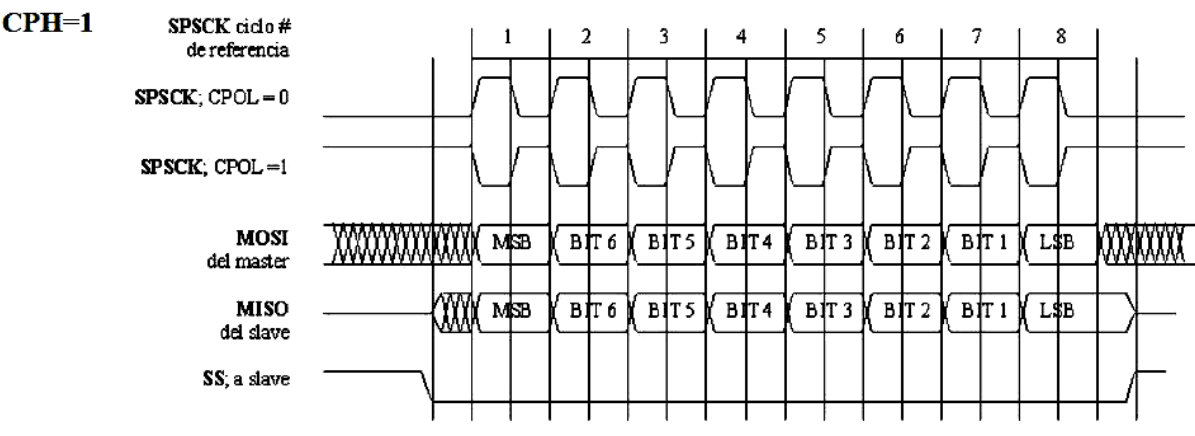 CPH=1
SPSCK ciclo #
de referencia
1 2 3 4 5 6 7 8
SPSCK; CPOL = 0
SPSCK; CPOL =1
MOSI
del master
MSB BIT 6 BIT 5 BIT 4 BIT 3 BIT 2 BIT 1 LSB
MISO
del slave
MSB BIT 6 BIT 5 BIT 4 BIT 3 BIT 2 BIT 1 LSB
SS; a slave